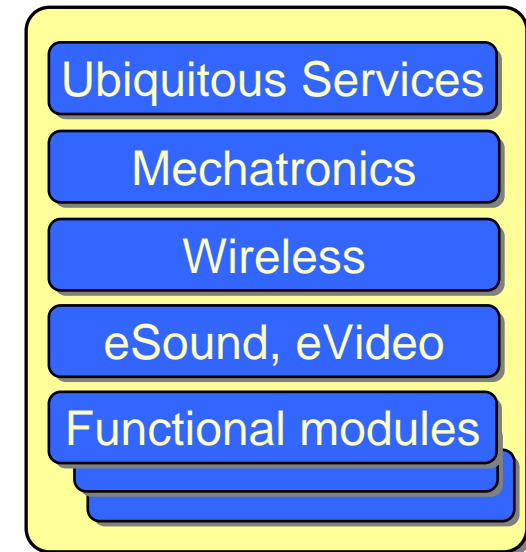 Ubiquitous Services
Mechatronics
Wireless
eSound, eVideo
Functional modules